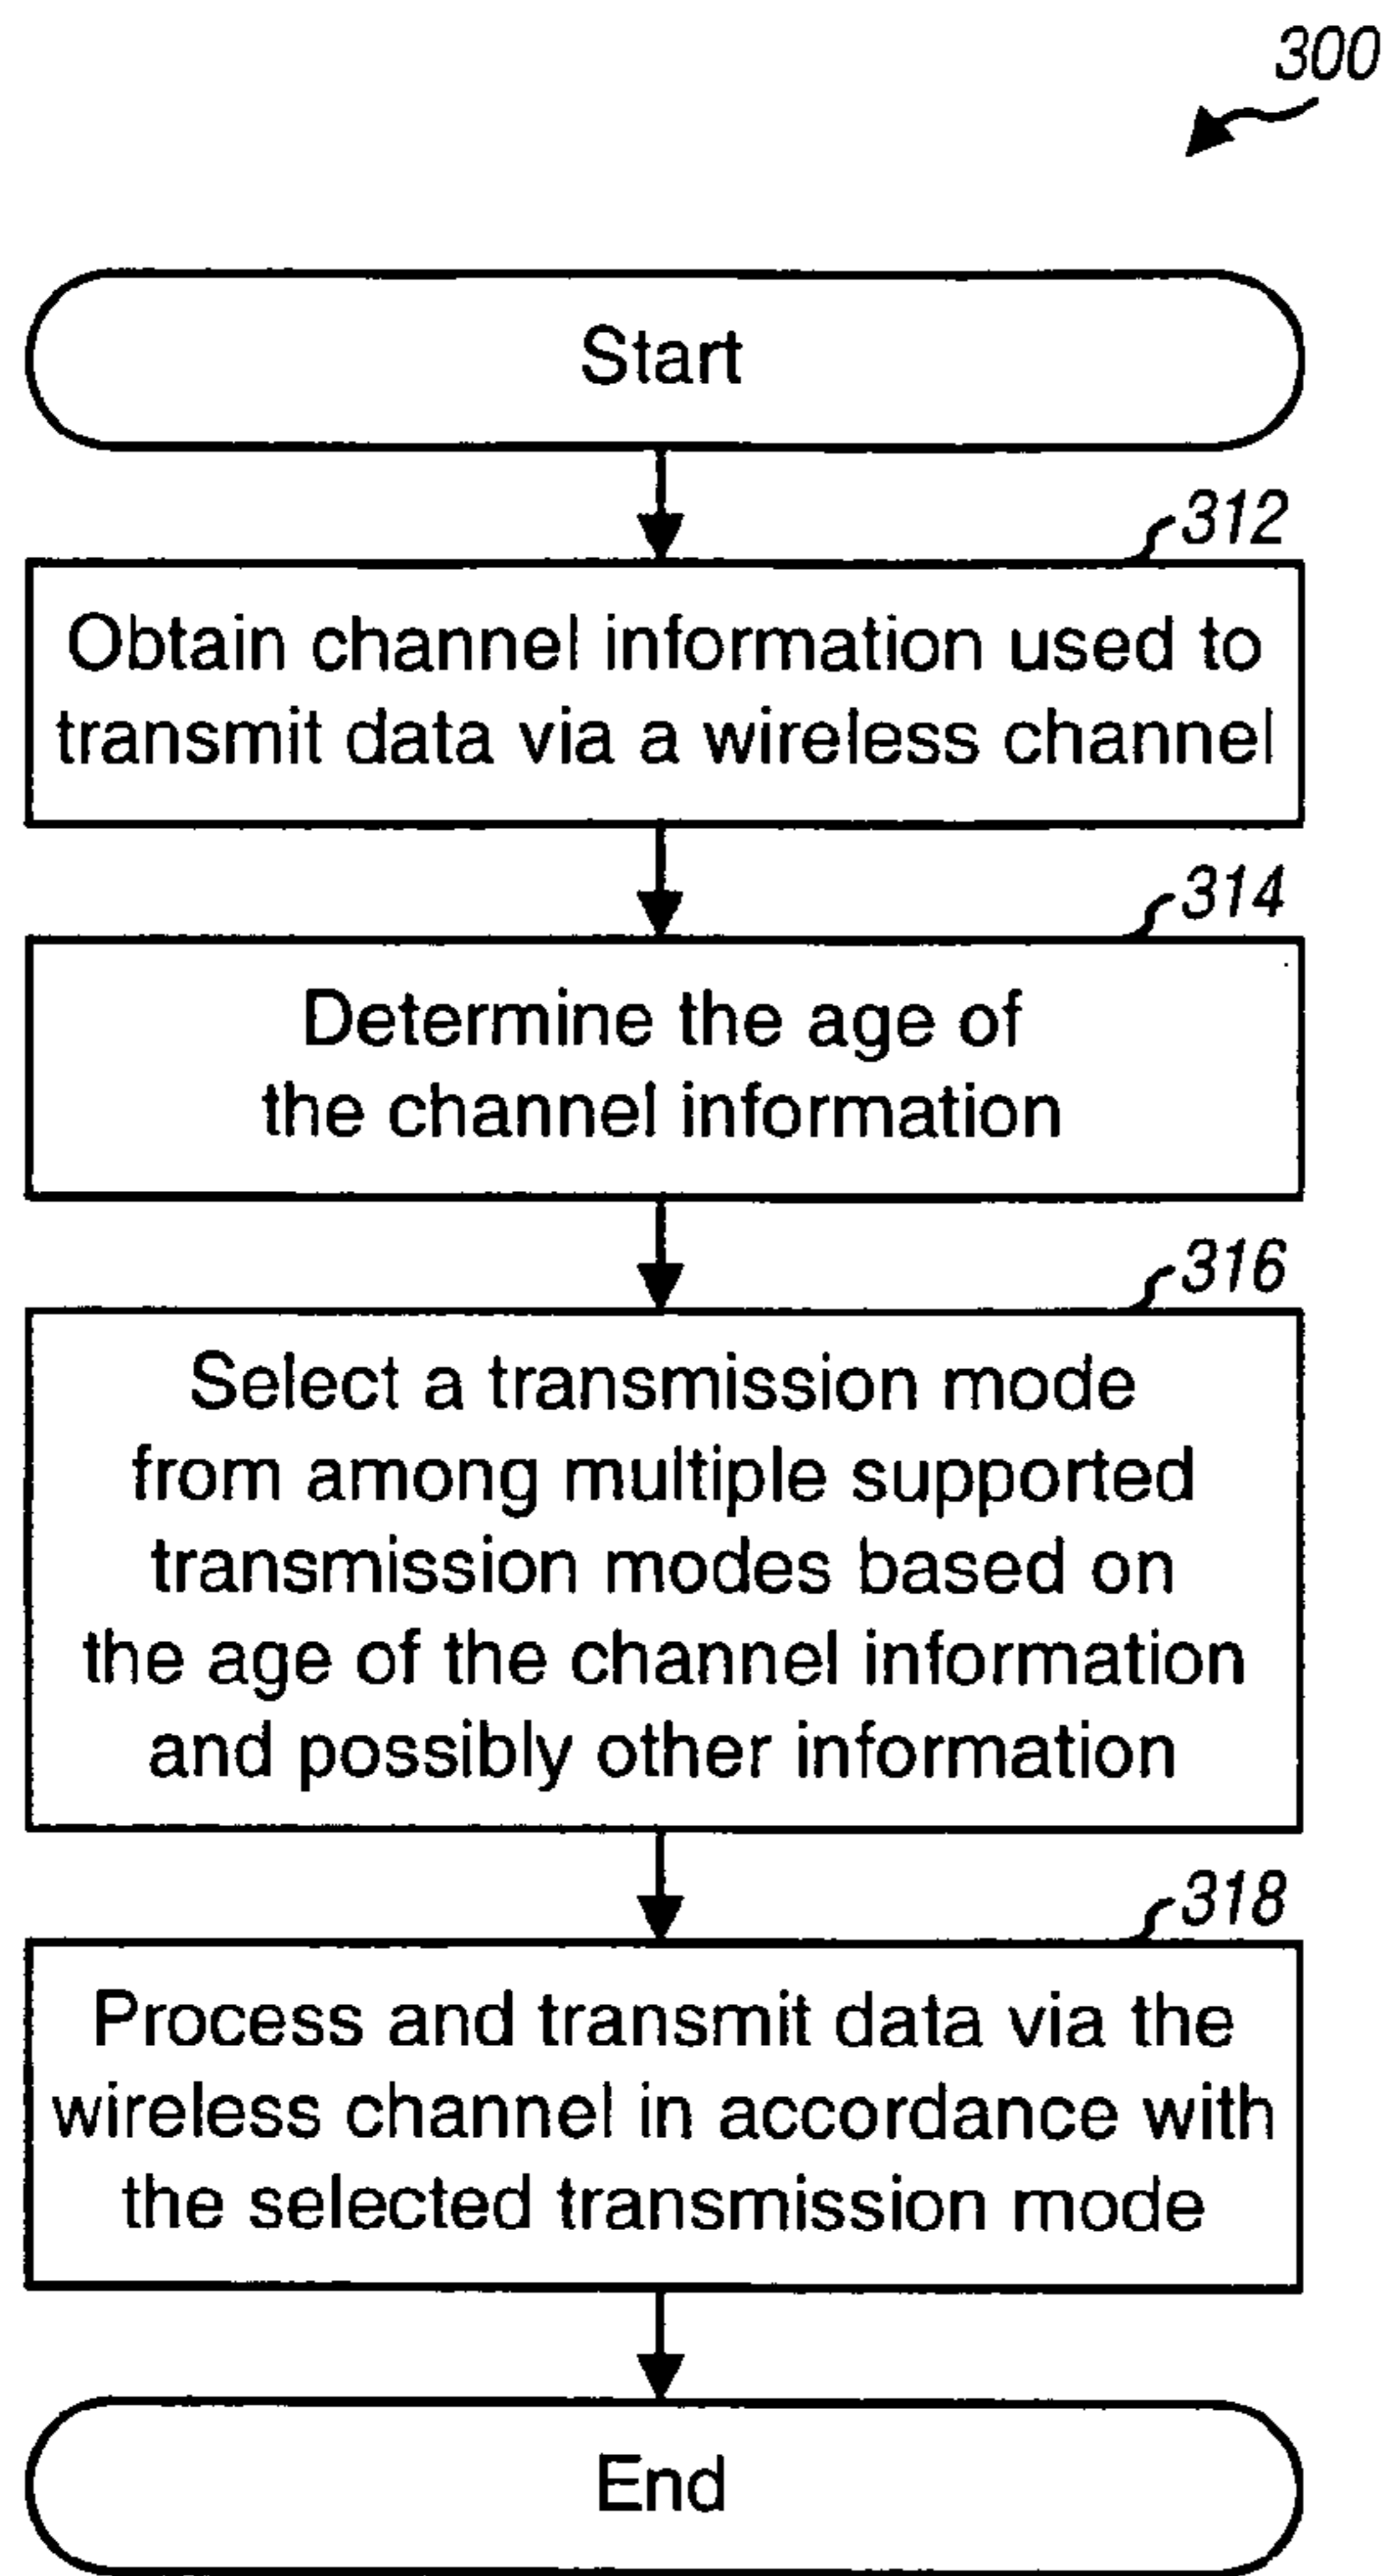 300
Start
312
Obtain channel information used to
transmit data via a wireless channel
314
Determine the age of
the channel information
316
Select a transmission mode
from among multiple supported
transmission modes based on
the age of the channel information
and possibly other information
318
Process and transmit data via the
wireless channel in accordance with
the selected transmission mode
End